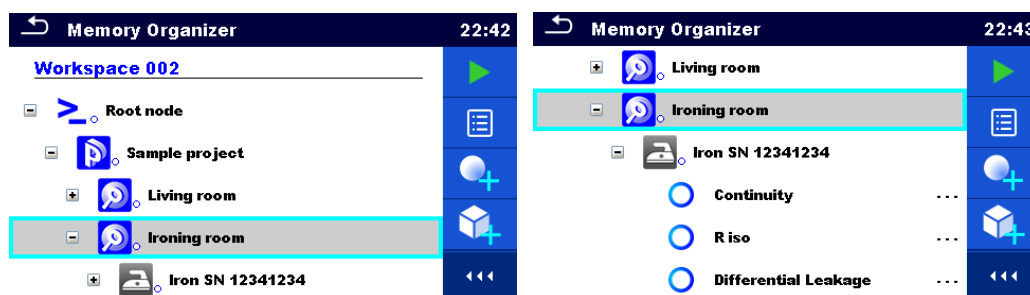 Memory Organizer 22:42
Workspace 002
Root node
Sample project
Living room
Ironing room
Iron SN 12341234
Memory Organizer 22:43
Living room
Ironing room
Iron SN 12341234
Continuity ---
R iso ---
Differential Leakage ---